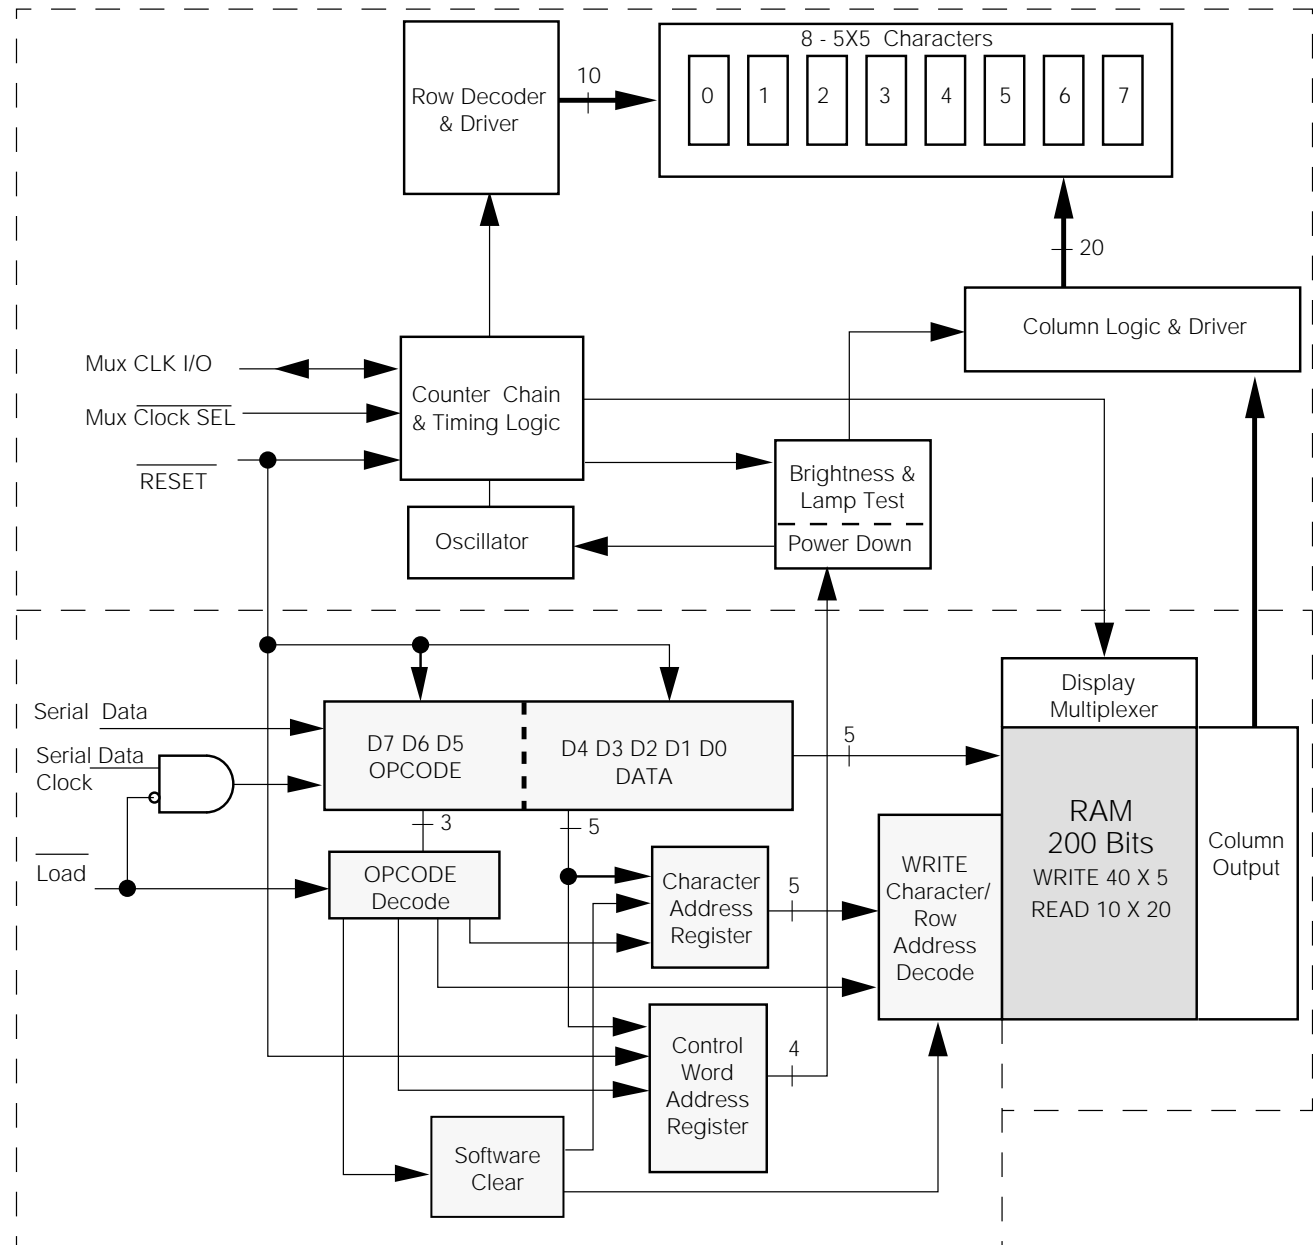 8 - 5X5 Characters
0 1 2 3 4 5 6 7
Row Decoder
& Driver
10
20
Column Logic & Driver
Mux CLK I/O
Mux Clock SEL
RESET
Counter Chain
& Timing Logic
Oscillator
Brightness &
Lamp Test
Power Down
Serial Data
Serial Data
Clock
Load
D7 D6 D5
OPCODE
D4 D3 D2 D1 D0
DATA
5
3
5
OPCODE
Decode
Character
Address
Register
5
Control
Word
Address
Register
4
Software
Clear
WRITE
Character/
Row
Address
Decode
Display
Multiplexer
RAM
200 Bits
WRITE 40 X 5
READ 10 X 20
Column
Output